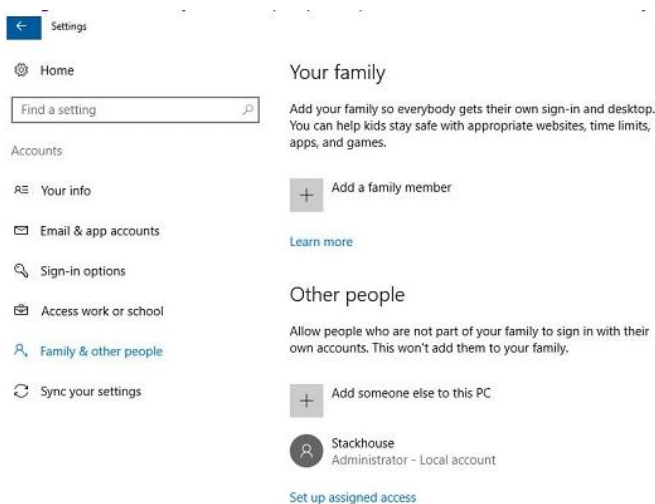 Settings
Home
Find a setting
Accounts
Your info
Email & app accounts
Sign-in options
Access work or school
Family & other people
Sync your settings
Your family
Add your family so everybody gets their own sign-in and desktop.
You can help kids stay safe with appropriate websites, time limits,
apps, and games.
Add a family member
Learn more
Other people
Allow people who are not part of your family to sign in with their
own accounts. This won't add them to your family.
Add someone else to this PC
Stackhouse
Administrator - Local account
Set up assigned access